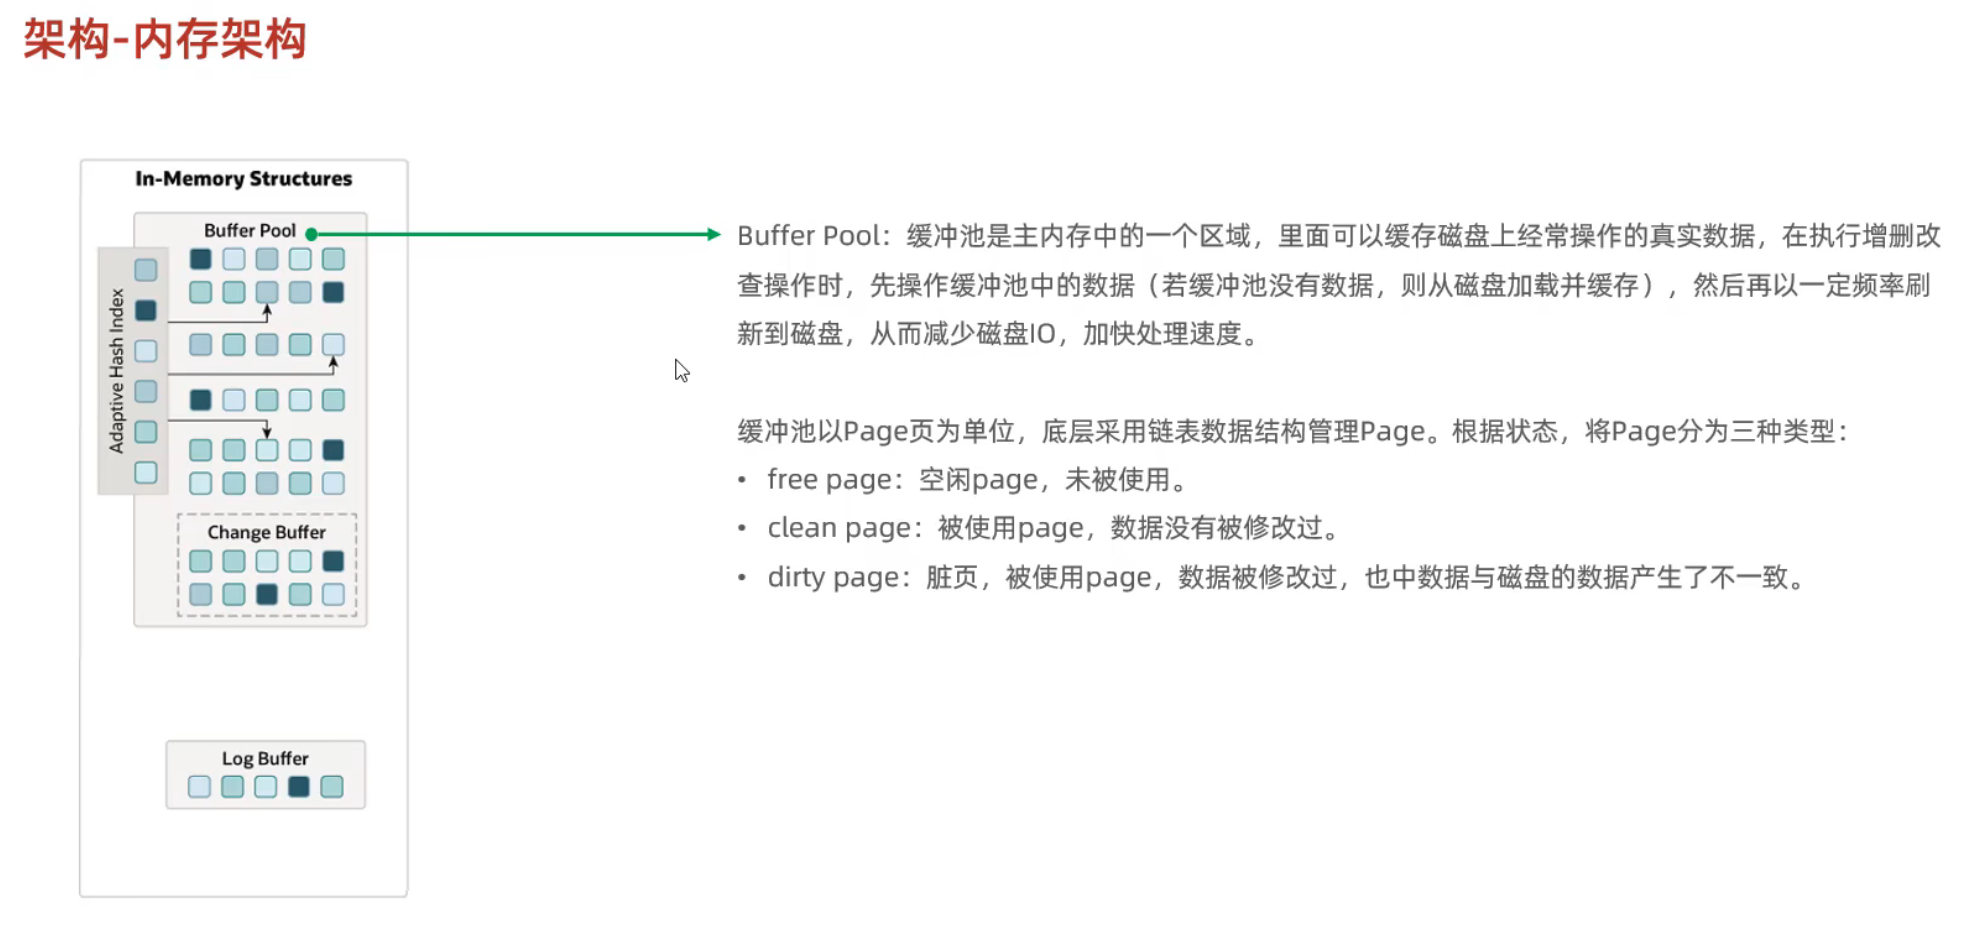 架构-内存架构
In-Memory Structures
Buffer Pool
Adaptive Hash Index
Change Buffer
Log Buffer
Buffer Pool：缓冲池是主内存中的一个区域，里面可以缓存磁盘上经常操作的真实数据，在执行增删改
查操作时，先操作缓冲池中的数据（若缓冲池没有数据，则从磁盘加载并缓存），然后再以一定频率刷
新到磁盘，从而减少磁盘IO，加快处理速度。
缓冲池以Page页为单位，底层采用链表数据结构管理Page。根据状态，将Page分为三种类型：
• free page：空闲page，未被使用。
• clean page：被使用page，数据没有被修改过。
• dirty page：脏页，被使用page，数据被修改过，也中数据与磁盘的数据产生了不一致。